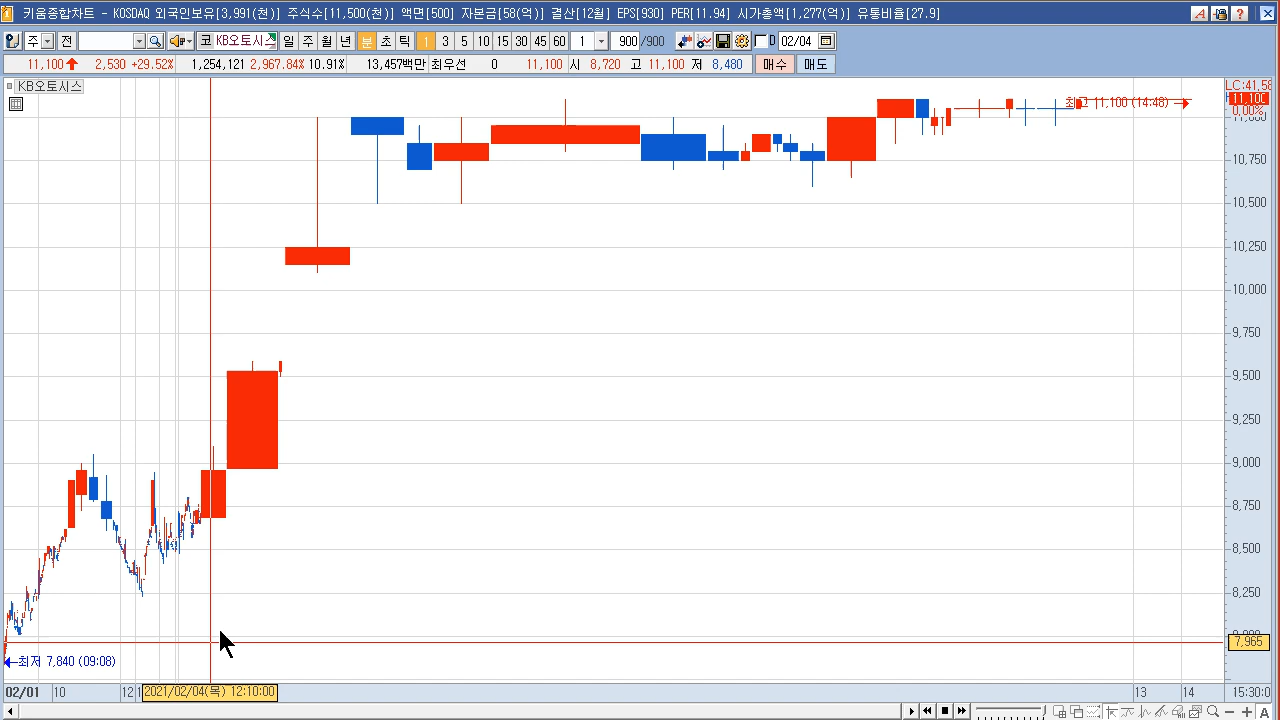 키움종합차트 - KOSDAQ 외국인보유[3,991(천)] 주식수[11,500(천)] 액면[500] 자본금[58(억)] 결산[12월] EPS[930] PER[11.94] 시가총액[1,277(억)] 유통비율[27.9]
주 전 코 KB오토시스 일 주 월 년 분 초 틱 1 3 5 10 15 30 45 60 1 900 /900 D 02/04
11,100 2,530 +29.52% 1,254,121 2,967.84% 10.91% 13,457백만 최우선 0 11,100 시 8,720 고 11,100 저 8,480 매수 매도
KB오토시스
LC:41,58
최고 11,100 (14:48)
11,100
0.00%
11,000
10,750
10,500
10,250
10,000
9,750
9,500
9,250
9,000
8,750
8,500
8,250
8,000
7,965
최저 7,840 (09:08)
02/01 10 12 2021/02/04(목) 12:10:00 13 14 15:30:0
A